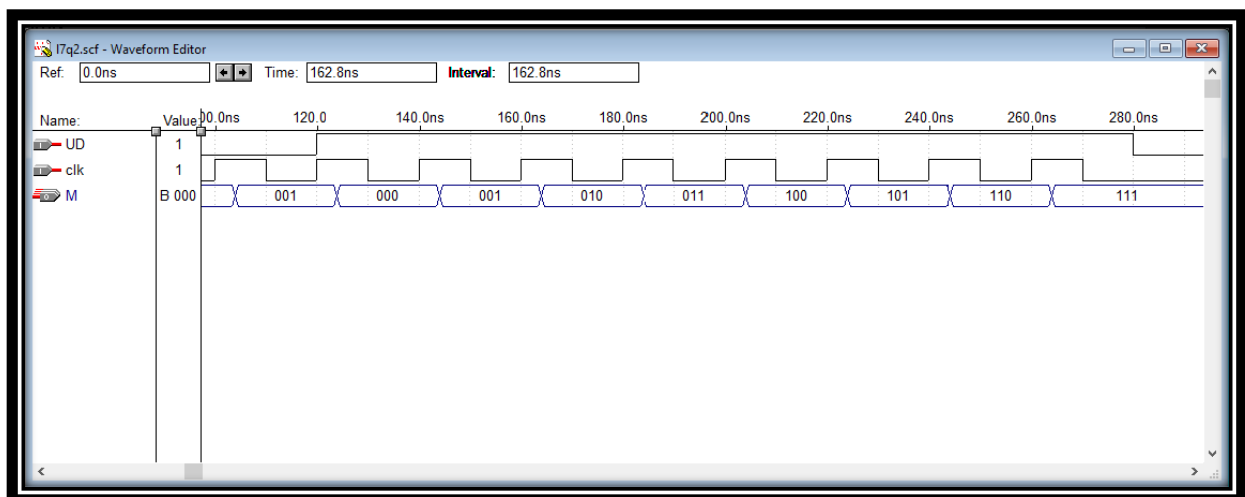 l7q2.scf - Waveform Editor
Ref: 0.0ns Time: 162.8ns Interval: 162.8ns
Name: Value: 00.0ns 120.0 140.0ns 160.0ns 180.0ns 200.0ns 220.0ns 240.0ns 260.0ns 280.0ns
UD 1
clk 1
M B 000 001 000 001 010 011 100 101 110 111